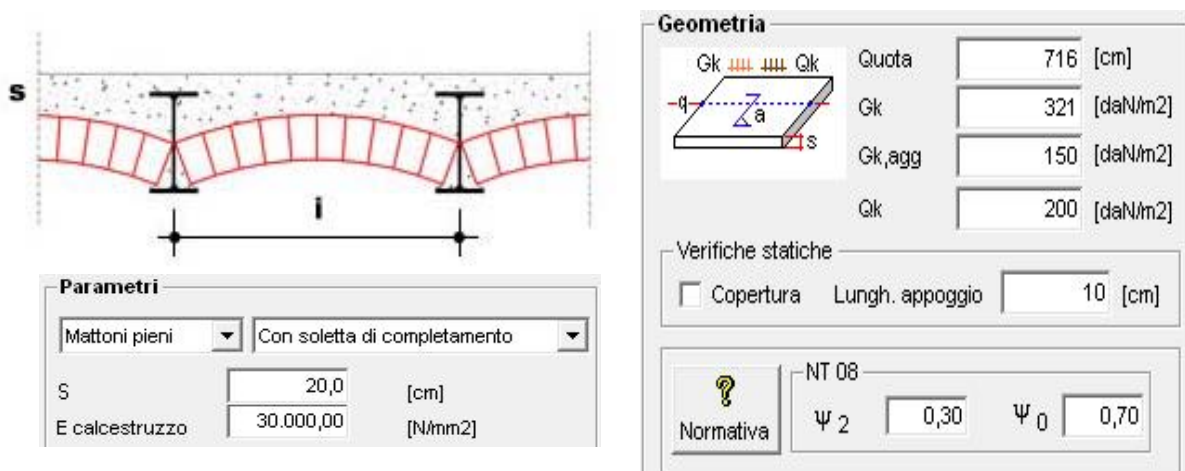 s
i
Parametri
Mattoni pieni Con soletta di completamento
S 20,0 [cm]
E calcestruzzo 30.000,00 [N/mm2]
Geometria
Gk Qk
q
a
s
Quota 716 [cm]
Gk 321 [daN/m2]
Gk,agg 150 [daN/m2]
Qk 200 [daN/m2]
Verifiche statiche
Copertura Lungh. appoggio 10 [cm]
?
Normativa
NT 08
Ψ 2 0,30 Ψ 0 0,70